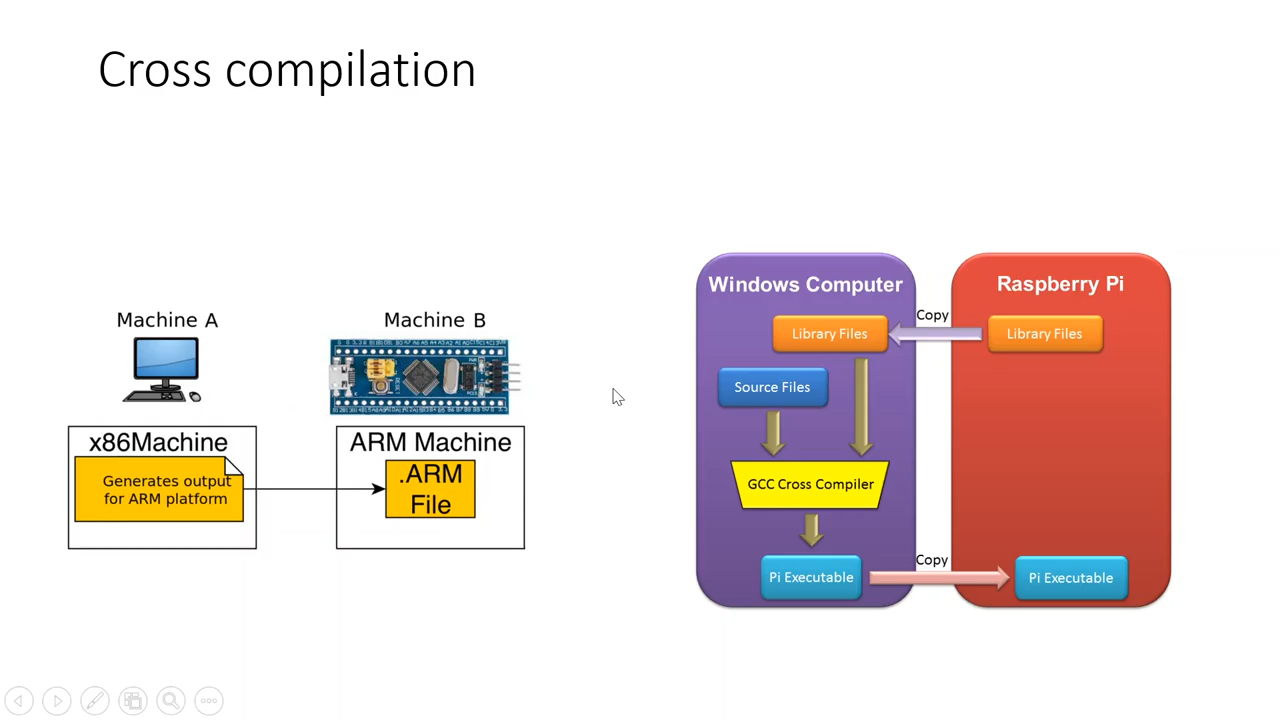 Cross compilation
Machine A
Machine B
x86Machine
Generates output
for ARM platform
ARM Machine
.ARM
File
Windows Computer
Raspberry Pi
Library Files
Copy
Library Files
Source Files
GCC Cross Compiler
Pi Executable
Copy
Pi Executable